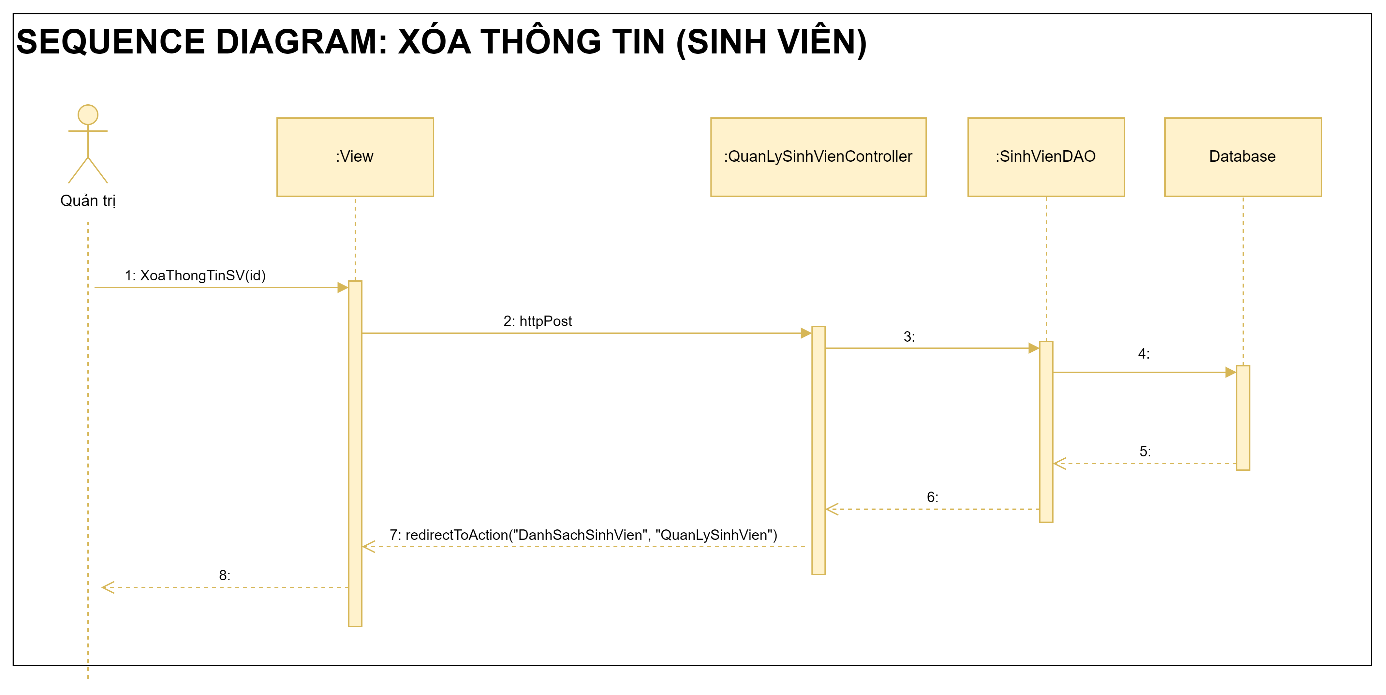 SEQUENCE DIAGRAM: XÓA THÔNG TIN (SINH VIÊN)
:View
:QuanLySinhVienController
:SinhVienDAO
Database
Quản trị
1: XoaThongTinSV(id)
2: httpPost
3:
4:
5:
6:
7: redirectToAction("DanhSachSinhVien", "QuanLySinhVien")
8: